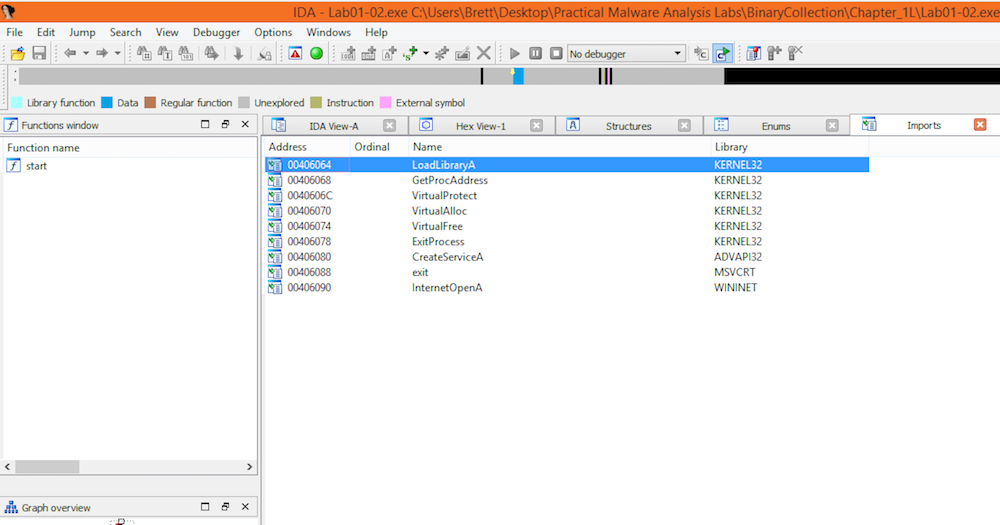 IDA - Lab01-02.exe C:\Users\Brett\Desktop\Practical Malware Analysis Labs\BinaryCollection\Chapter_1L\Lab01-02.exe
File Edit Jump Search View Debugger Options Windows Help
No debugger
Library function Data Regular function Unexplored Instruction External symbol
Functions window
IDA View-A Hex View-1 Structures Enums Imports
Function name
start
Address Ordinal Name Library
00406064 LoadLibraryA KERNEL32
00406068 GetProcAddress KERNEL32
0040606C VirtualProtect KERNEL32
00406070 VirtualAlloc KERNEL32
00406074 VirtualFree KERNEL32
00406078 ExitProcess KERNEL32
00406080 CreateServiceA ADVAPI32
00406088 exit MSVCRT
00406090 InternetOpenA WININET
Graph overview